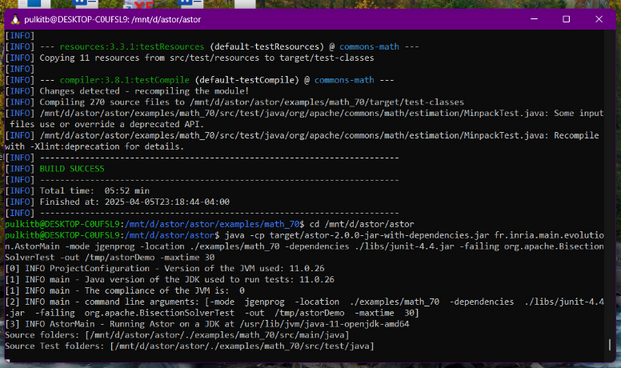 pulkitb@DESKTOP-C0UFSL9: /mnt/d/astor/astor
[INFO]
[INFO] --- resources:3.3.1:testResources (default-testResources) @ commons-math ---
[INFO] Copying 11 resources from src/test/resources to target/test-classes
[INFO]
[INFO] --- compiler:3.8.1:testCompile (default-testCompile) @ commons-math ---
[INFO] Changes detected - recompiling the module!
[INFO] Compiling 270 source files to /mnt/d/astor/astor/examples/math_70/target/test-classes
[INFO] /mnt/d/astor/astor/examples/math_70/src/test/java/org/apache/commons/math/estimation/MinpackTest.java: Some input
files use or override a deprecated API.
[INFO] /mnt/d/astor/astor/examples/math_70/src/test/java/org/apache/commons/math/estimation/MinpackTest.java: Recompile
with -Xlint:deprecation for details.
[INFO] ------------------------------------------------------------------------
[INFO] BUILD SUCCESS
[INFO] ------------------------------------------------------------------------
[INFO] Total time:  05:52 min
[INFO] Finished at: 2025-04-05T23:18:44-04:00
[INFO] ------------------------------------------------------------------------
pulkitb@DESKTOP-C0UFSL9:/mnt/d/astor/astor/examples/math_70$ cd /mnt/d/astor/astor
pulkitb@DESKTOP-C0UFSL9:/mnt/d/astor/astor$ java -cp target/astor-2.0.0-jar-with-dependencies.jar fr.inria.main.evolutio
n.AstorMain -mode jgenprog -location ./examples/math_70 -dependencies ./libs/junit-4.4.jar -failing org.apache.Bisection
SolverTest -out /tmp/astorDemo -maxtime 30
[0] INFO ProjectConfiguration - Version of the JVM used: 11.0.26
[1] INFO main - Java version of the JDK used to run tests: 11.0.26
[1] INFO main - The compliance of the JVM is:  0
[2] INFO main - command line arguments: [-mode  jgenprog  -location  ./examples/math_70  -dependencies  ./libs/junit-4.4
.jar  -failing  org.apache.BisectionSolverTest  -out  /tmp/astorDemo  -maxtime  30]
[3] INFO AstorMain - Running Astor on a JDK at /usr/lib/jvm/java-11-openjdk-amd64
Source folders: [/mnt/d/astor/astor/./examples/math_70/src/main/java]
Source Test folders: [/mnt/d/astor/astor/./examples/math_70/src/test/java]